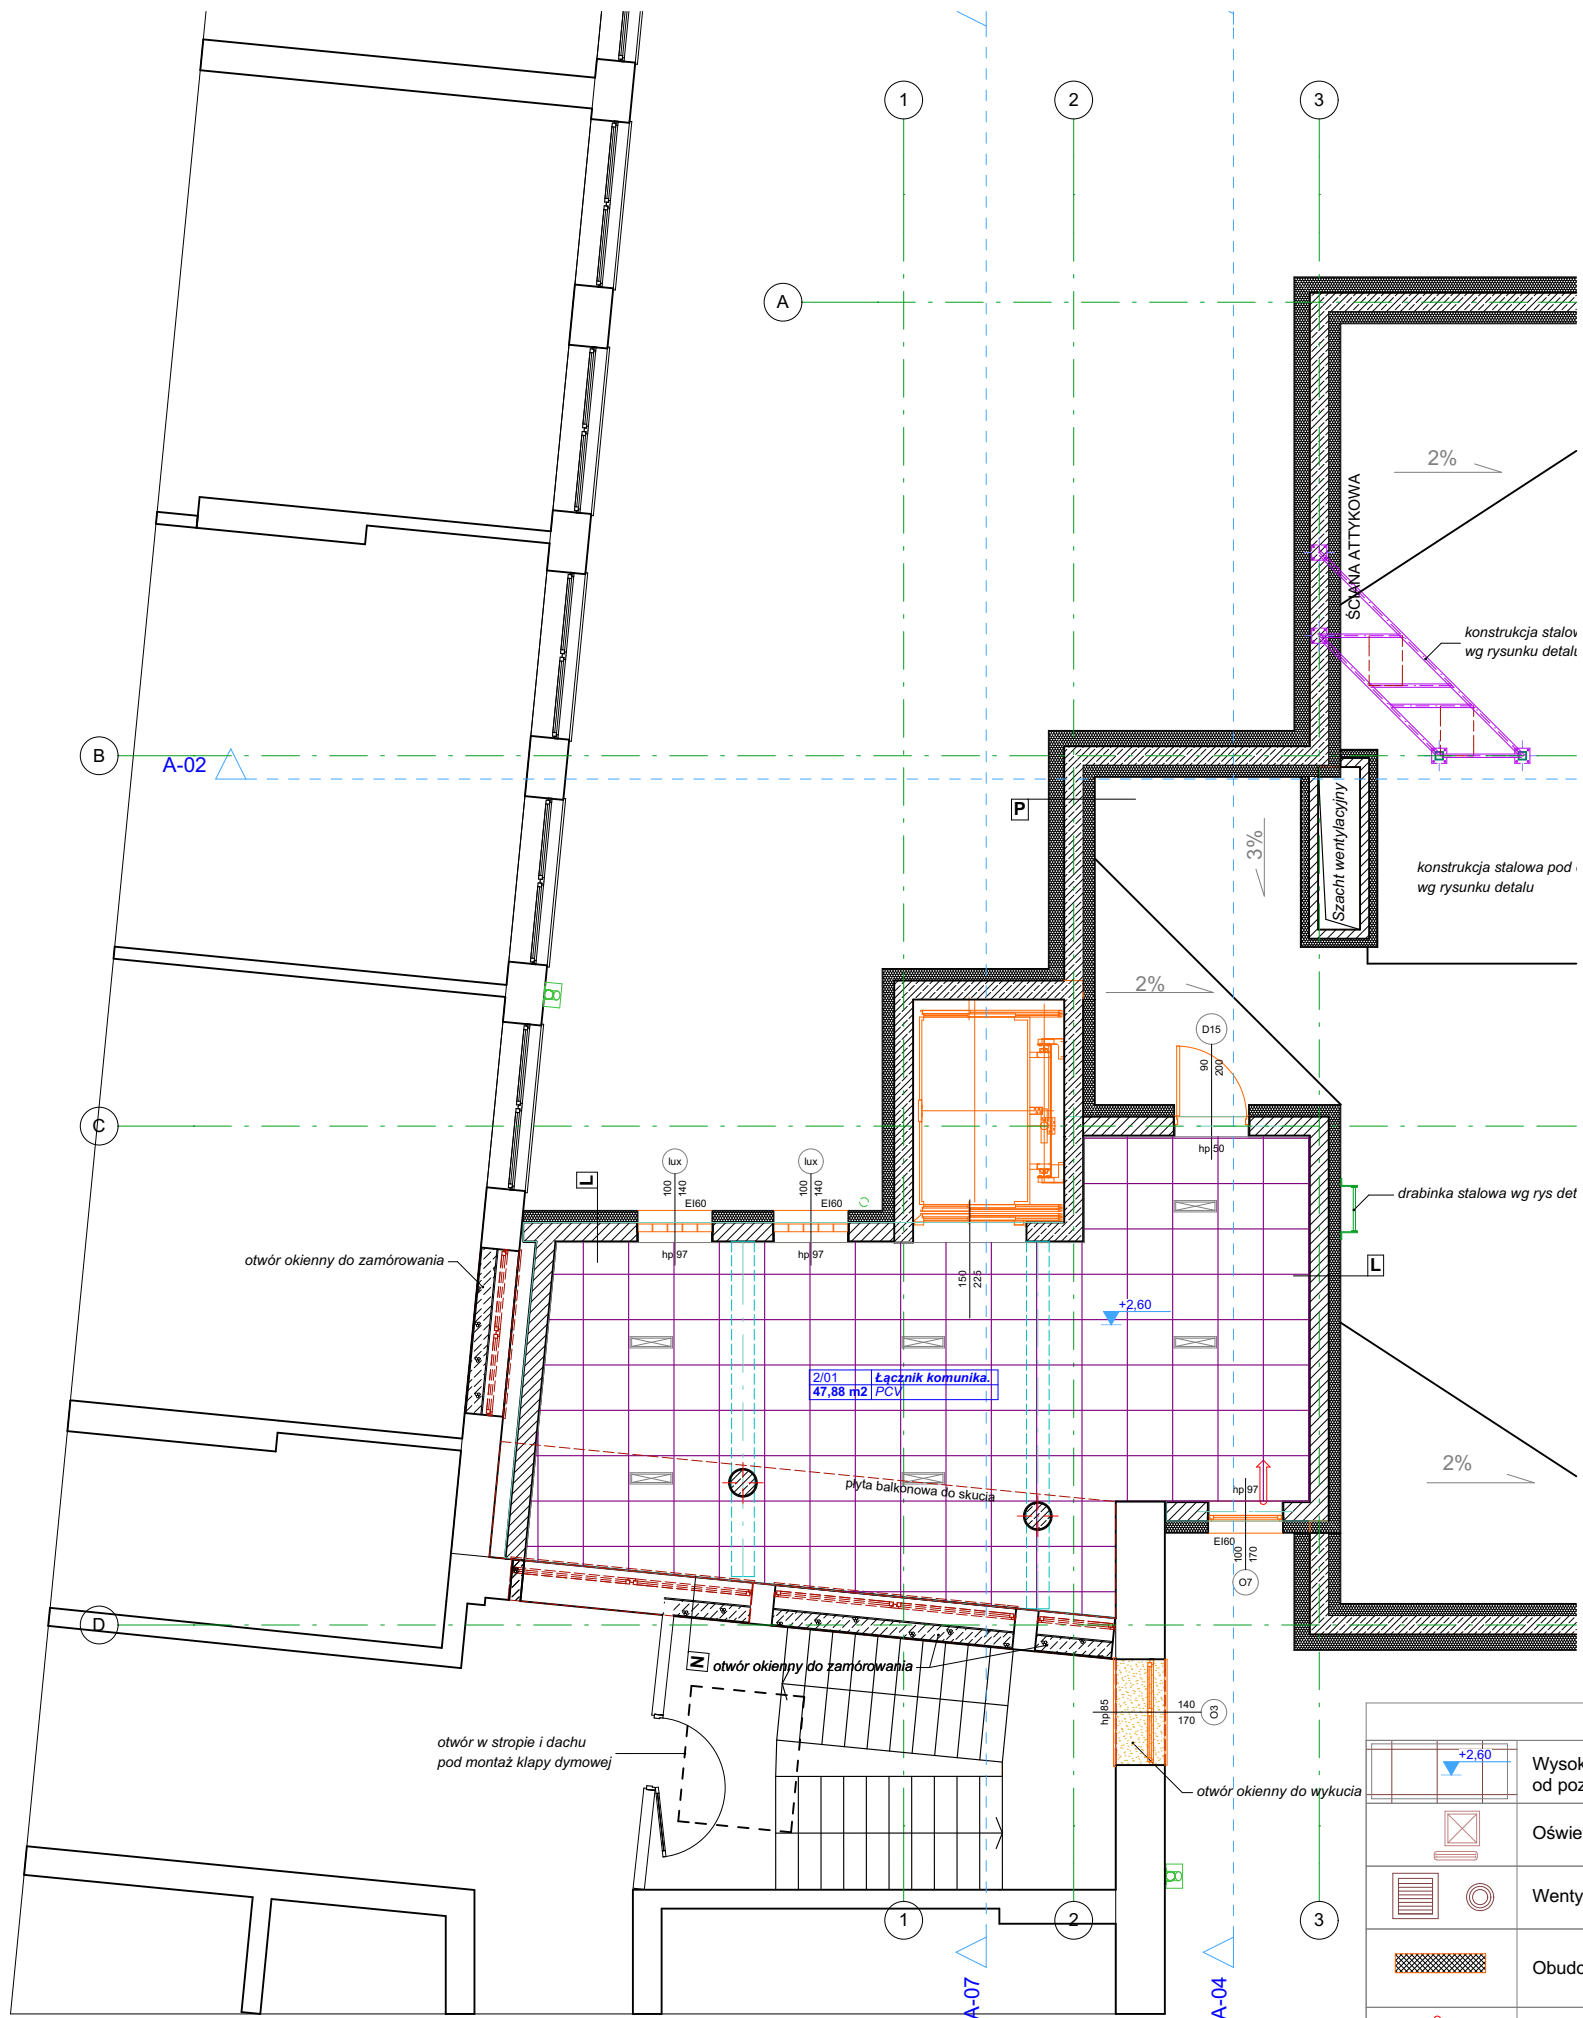 1
2
3
A
2%
ŚCIANA ATTYKOWA
konstrukcja stalow
wg rysunku detalu
B
A-02
P
3%
Szacht wentylacyjny
konstrukcja stalowa pod
wg rysunku detalu
2%
D15
90
200
hp 50
C
lux
100
140
EI60
hp 97
lux
100
140
EI60
hp 97
L
drabinka stalowa wg rys det
otwór okienny do zamórowania
150
225
L
+2,60
2/01 Łącznik komunika.
47,88 m2 PCV
płyta balkonowa do skucia
hp 97
EI60
100
170
O7
2%
D
N
otwór okienny do zamórowania
hp 85
140
170
O3
otwór w stropie i dachu
pod montaż klapy dymowej
otwór okienny do wykucia
+2,60
Wysok
od poz
Oświe
Wenty
Obudo
1
2
3
A-07
A-04